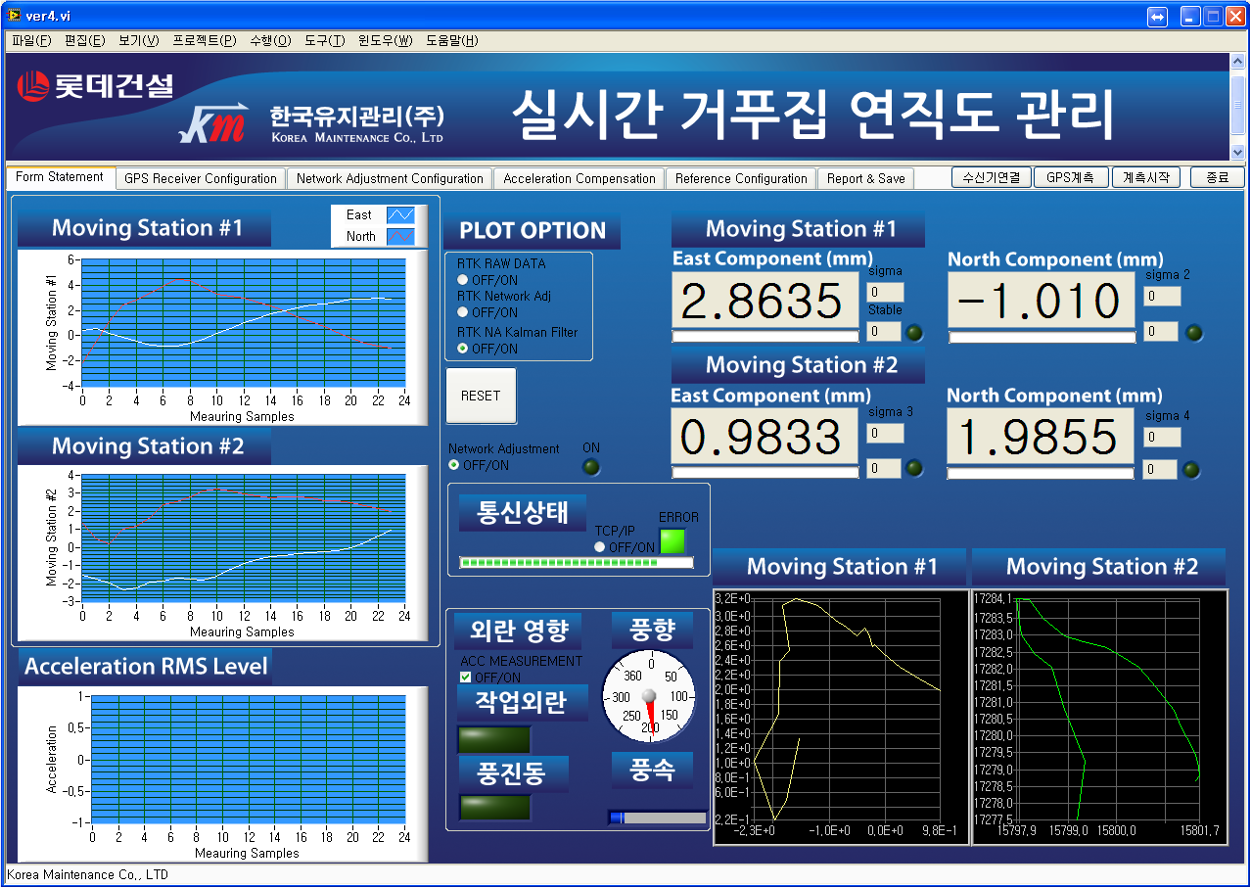 ver4.vi
파일(F) 편집(E) 보기(V) 프로젝트(P) 수행(O) 도구(T) 윈도우(W) 도움말(H)
롯데건설
km 한국유지관리(주)
KOREA MAINTENANCE CO., LTD
실시간 거푸집 연직도 관리
Form Statement GPS Receiver Configuration Network Adjustment Configuration Acceleration Compensation Reference Configuration Report & Save 수신기연결 GPS계측 계측시작 종료
Moving Station #1
East
North
Moving Station #1
6
4
2
0
-2
-4
0 2 4 6 8 10 12 14 16 18 20 22 24
Meauring Samples
Moving Station #2
Moving Station #2
4
3
2
1
0
-1
-2
-3
0 2 4 6 8 10 12 14 16 18 20 22 24
Meauring Samples
Acceleration RMS Level
Acceleration
1
0,5
0
-0,5
-1
0 2 4 6 8 10 12 14 16 18 20 22 24
Meauring Samples
PLOT OPTION
RTK RAW DATA
OFF/ON
RTK Network Adj
OFF/ON
RTK NA Kalman Filter
OFF/ON
RESET
Network Adjustment ON
OFF/ON
통신상태
TCP/IP
OFF/ON
ERROR
외란 영향
ACC MEASUREMENT
OFF/ON
작업외란
풍진동
풍향
0
50
100
150
200
250
300
360
풍속
Moving Station #1
East Component (mm)
2.8635
sigma
0
Stable
0
North Component (mm)
-1.010
sigma 2
0
0
Moving Station #2
East Component (mm)
0.9833
sigma 3
0
0
North Component (mm)
1.9855
sigma 4
0
0
Moving Station #1
3,2E+0
3,0E+0
2,8E+0
2,6E+0
2,4E+0
2,2E+0
2,0E+0
1,8E+0
1,6E+0
1,4E+0
1,2E+0
1,0E+0
8,0E-1
6,0E-1
2,2E-1
-2,3E+0 -1,0E+0 0,0E+0 9,8E-1
Moving Station #2
17284,1
17283,5
17283,0
17282,5
17282,0
17281,5
17281,0
17280,5
17280,0
17279,5
17279,0
17278,5
17278,0
17277,5
15797,9 15799,0 15800,0 15801,7
Korea Maintenance Co,, LTD